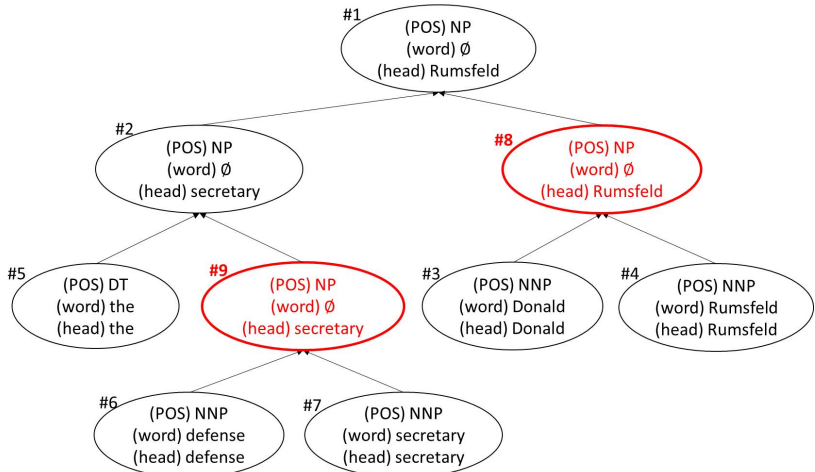 #1
(POS) NP
(word) Ø
(head) Rumsfeld
#2
(POS) NP
(word) Ø
(head) secretary
#8
(POS) NP
(word) Ø
(head) Rumsfeld
#5
(POS) DT
(word) the
(head) the
#9
(POS) NP
(word) Ø
(head) secretary
#3
(POS) NNP
(word) Donald
(head) Donald
#4
(POS) NNP
(word) Rumsfeld
(head) Rumsfeld
#6
(POS) NNP
(word) defense
(head) defense
#7
(POS) NNP
(word) secretary
(head) secretary